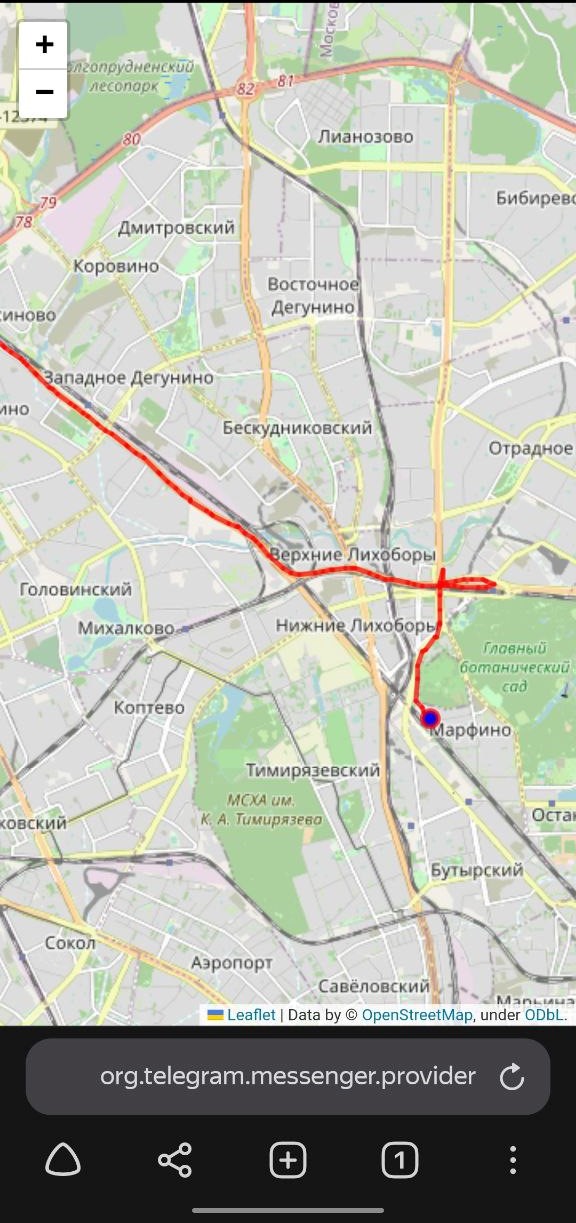 +
−
Долгопрудненский
лесопарк
82
81
80
Лианозово
79
78
Бибирево
Дмитровский
Коровино
Восточное
Дегунино
Западное Дегунино
Бескудниковский
Отрадное
Верхние Лихоборы
Головинский
Михалково
Нижние Лихоборы
Главный
ботанический
сад
Коптево
Марфино
Тимирязевский
МСХА им.
К. А. Тимирязева
Бутырский
Сокол
Аэропорт
Савёловский
Leaflet | Data by © OpenStreetMap, under ODbL.
org.telegram.messenger.provider
1